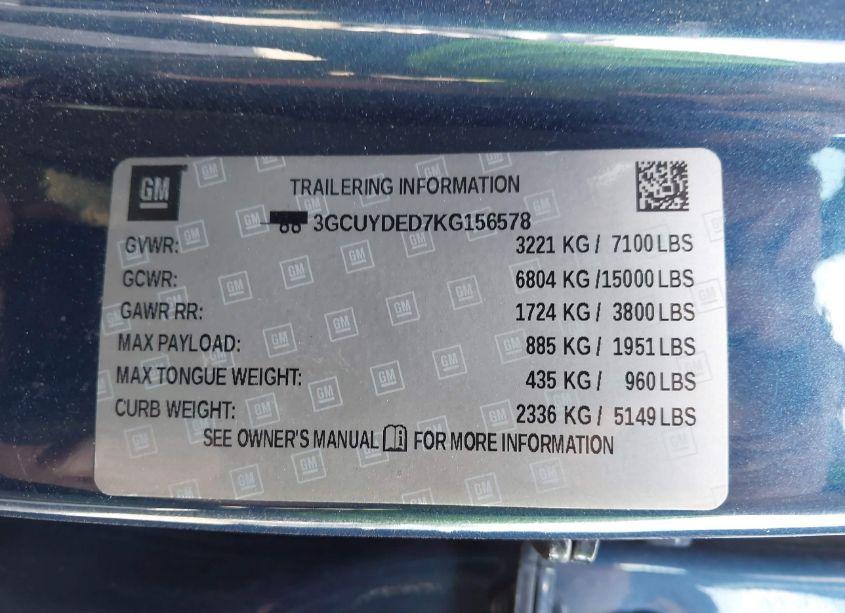 GM
TRAILERING INFORMATION
3GCUYDED7KG156578
GVWR: 3221 KG / 7100 LBS
GCWR: 6804 KG /15000 LBS
GAWR RR: 1724 KG / 3800 LBS
MAX PAYLOAD: 885 KG / 1951 LBS
MAX TONGUE WEIGHT: 435 KG / 960 LBS
CURB WEIGHT: 2336 KG / 5149 LBS
SEE OWNER'S MANUAL FOR MORE INFORMATION